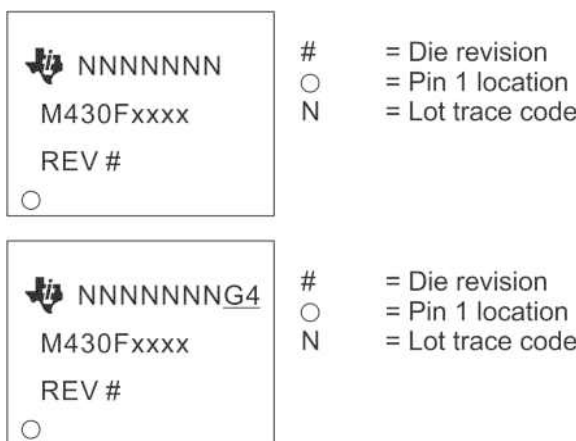 NNNNNNN
M430Fxxxx
REV #
# = Die revision
○ = Pin 1 location
N = Lot trace code
NNNNNNNG4
M430Fxxxx
REV #
# = Die revision
○ = Pin 1 location
N = Lot trace code